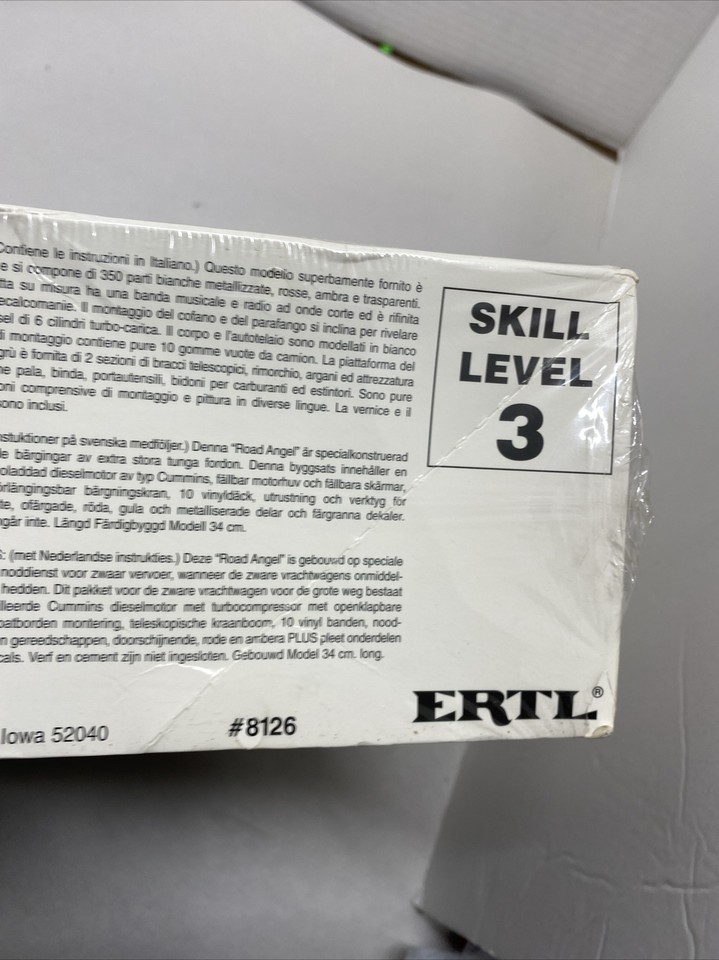 Contiene le instruzioni in Italiano.) Questo modello superbamente fornito è
e si compone di 350 parti bianche metallizzate, rosse, ambra e trasparenti.
tta su misura ha una banda musicale e radio ad onde corte ed è rifinita
ecalcomanie. Il montaggio del cofano e del parafango si inclina per rivelare
sel di 6 cilindri turbo-carica. Il corpo e l'autotelaio sono modellati in bianco
di montaggio contiene pure 10 gomme vuote da camion. La piattaforma del
grù è fornita di 2 sezioni di bracci telescopici, rimorchio, argani ed attrezzatura
ne pala, binda, portautensili, bidoni per carburanti ed estintori. Sono pure
oni comprensive di montaggio e pittura in diverse lingue. La vernice e il
ono inclusi.
SKILL
LEVEL
3
nstuktioner på svenska medföljer.) Denna "Road Angel" är specialkonstruerad
de bärgingar av extra stora tunga fordon. Denna byggsats innehåller en
oladdad dieselmotor av typ Cummins, fällbar motorhuv och fällbara skärmar,
örlängingsbar bärgningskran, 10 vinyldäck, utrustning och verktyg för
te, ofärgade, röda, gula och metalliserade delar och färgranna dekaler.
ngår inte. Längd Färdigbyggd Modell 34 cm.
S: (met Nederlandse instrukties.) Deze "Road Angel" is gebouwd op speciale
noddienst voor zwaar vervoer, wanneer de zware vrachtwagens onmiddel-
hedden. Dit pakket voor de zware vrachtwagen voor de grote weg bestaat
illeerde Cummins dieselmotor met turbocompressor met openklapbare
patborden montering, teleskopische kraanboom, 10 vinyl banden, nood-
n gereedschappen, doorschijnende, rode en ambera PLUS pleet onderdelen
cals. Verf en cement zijn niet ingesloten. Gebouwd Model 34 cm. long.
Iowa 52040
#8126
ERTL®